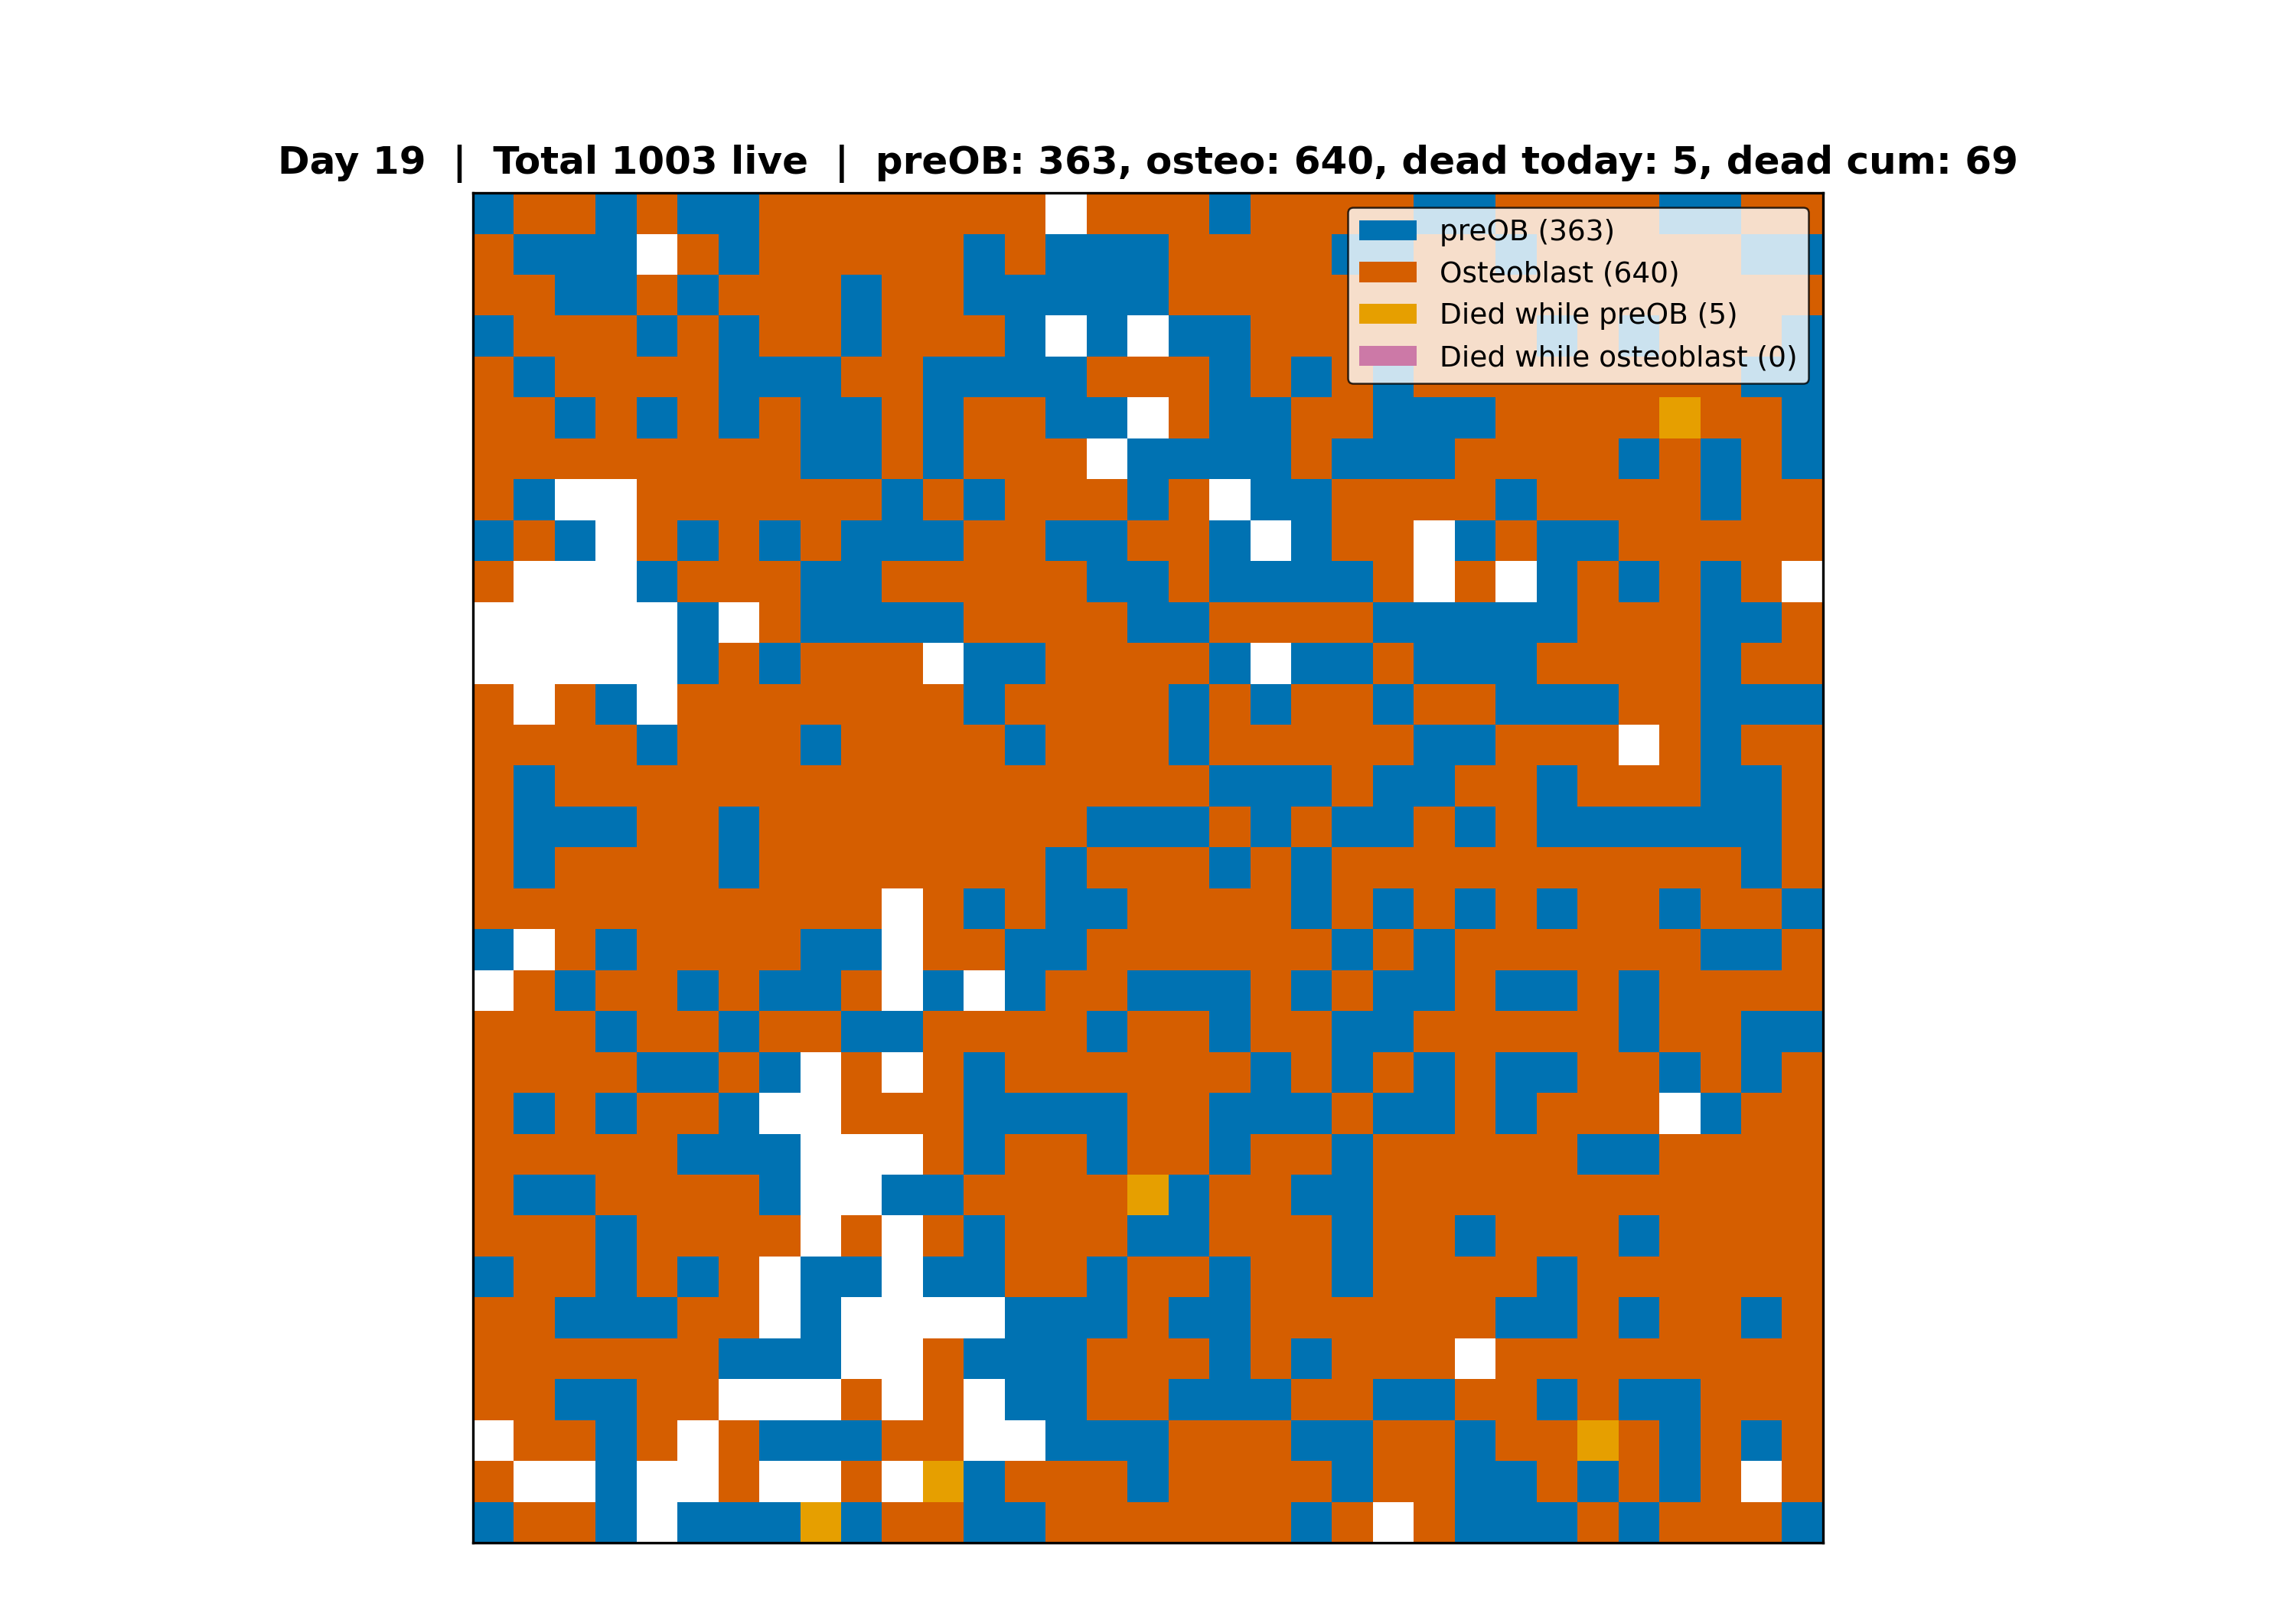 Day 19 | Total 1003 live | preOB: 363, osteo: 640, dead today: 5, dead cum: 69
preOB (363)
Osteoblast (640)
Died while preOB (5)
Died while osteoblast (0)